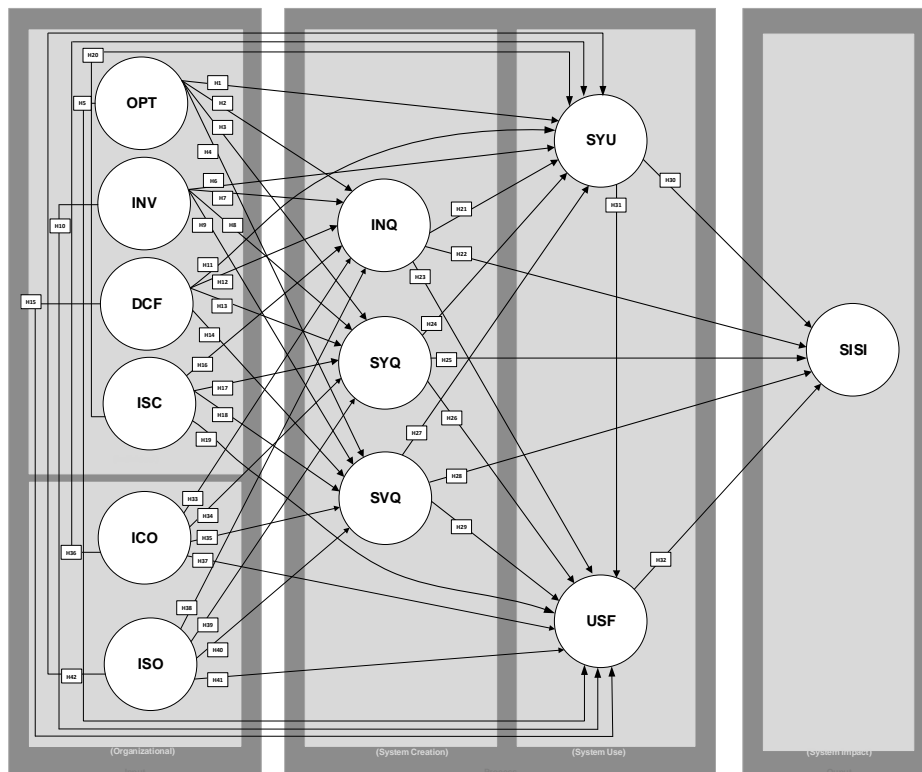 H20
OPT
H1
H2
H5
H3
H4
SYU
H6
H7
H30
INV
H9
H8
H10
INQ
H21
H31
H11
H22
H12
H23
DCF
H15
H13
H14
H24
SISI
H16
SYQ
H25
H17
ISC
H18
H26
H19
H27
H28
SVQ
H33
H34
H29
ICO
H35
H36
H37
H32
H38
USF
H39
ISO
H40
H42
H41
(Organizational)
(System Creation)
(System Use)
(System Impact)